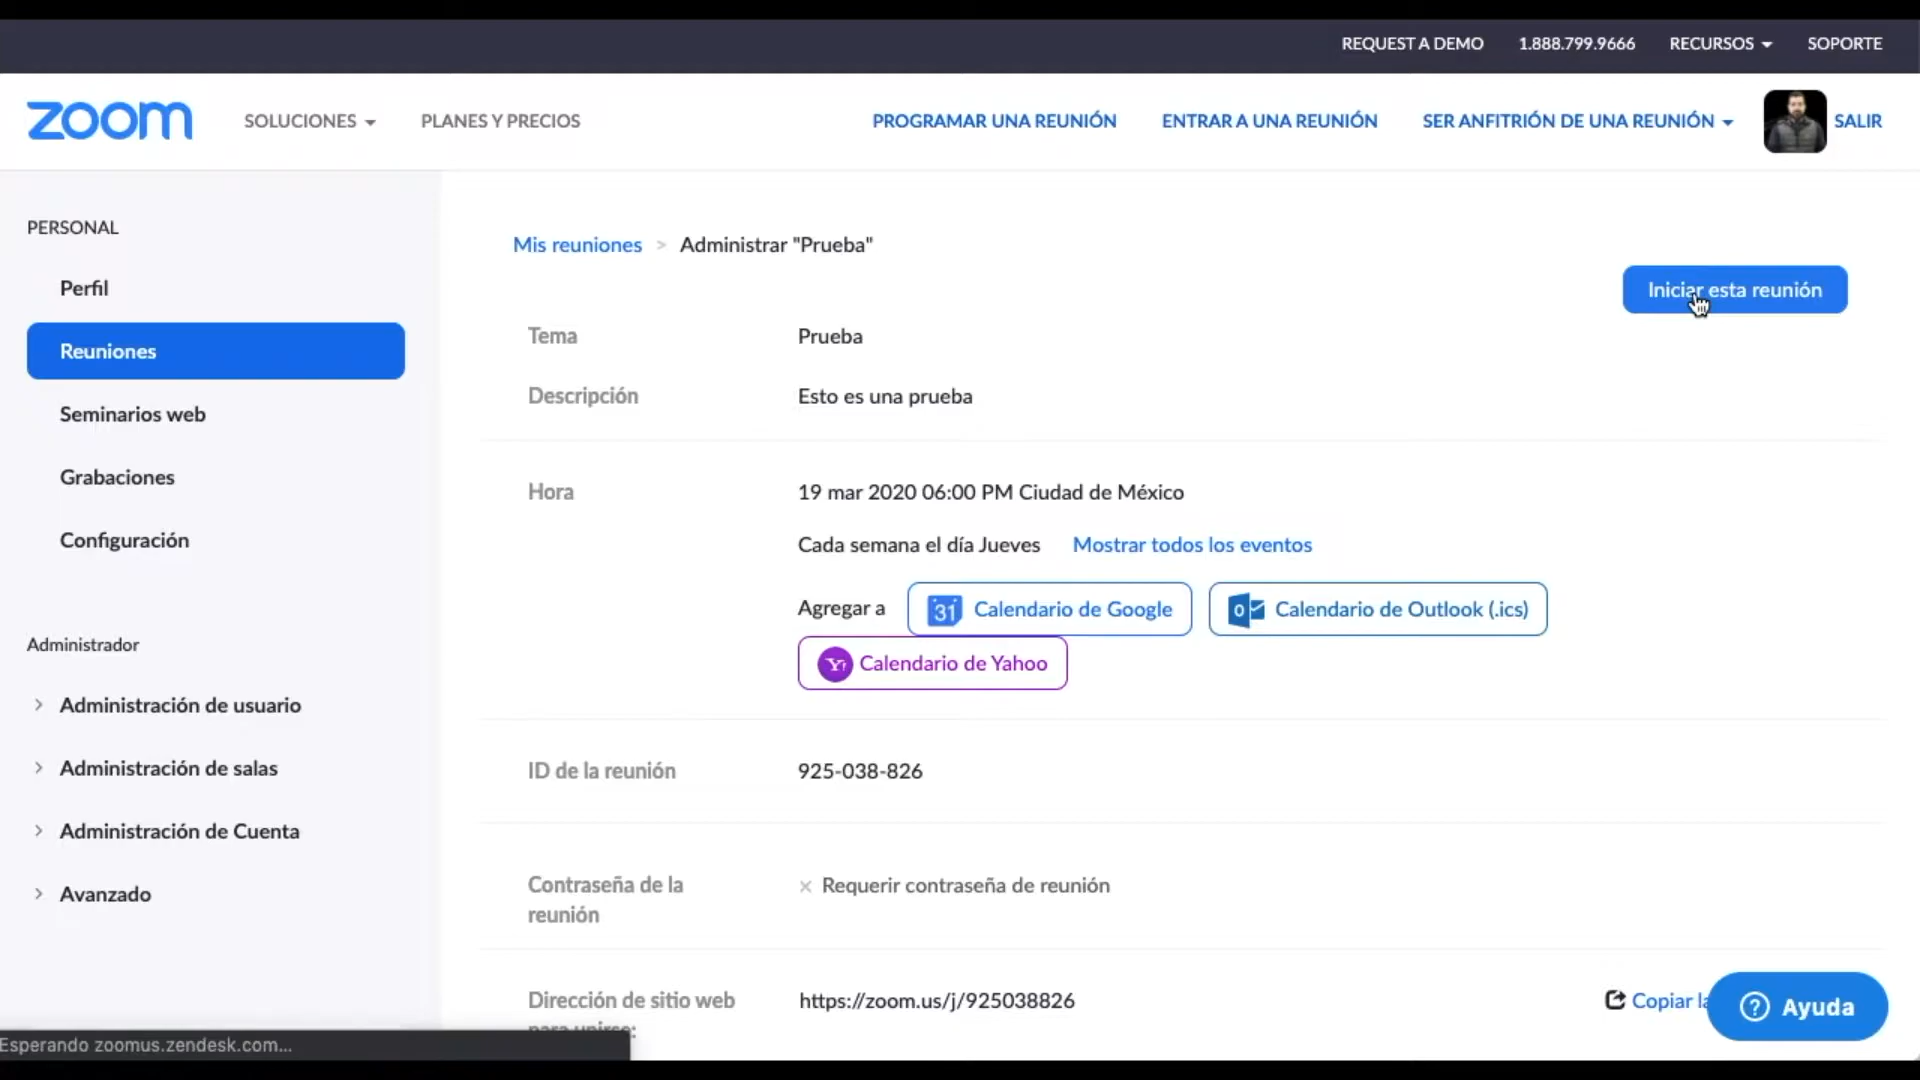 REQUEST A DEMO 1.888.799.9666 RECURSOS SOPORTE
zoom SOLUCIONES PLANES Y PRECIOS PROGRAMAR UNA REUNIÓN ENTRAR A UNA REUNIÓN SER ANFITRIÓN DE UNA REUNIÓN SALIR
PERSONAL
Perfil
Reuniones
Seminarios web
Grabaciones
Configuración
Administrador
Administración de usuario
Administración de salas
Administración de Cuenta
Avanzado
Mis reuniones > Administrar "Prueba"
Iniciar esta reunión
Tema Prueba
Descripción Esto es una prueba
Hora 19 mar 2020 06:00 PM Ciudad de México
Cada semana el día Jueves Mostrar todos los eventos
Agregar a 31 Calendario de Google Calendario de Outlook (.ics)
Calendario de Yahoo
ID de la reunión 925-038-826
Contraseña de la reunión × Requerir contraseña de reunión
Dirección de sitio web para unirse: https://zoom.us/j/925038826 Copiar
Ayuda
Esperando zoomus.zendesk.com...